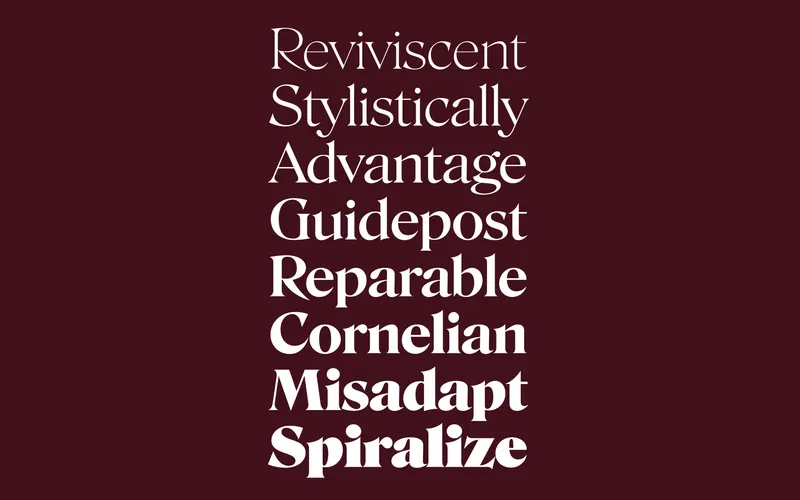 Reviviscent
Stylistically
Advantage
Guidepost
Reparable
Cornelian
Misadapt
Spiralize